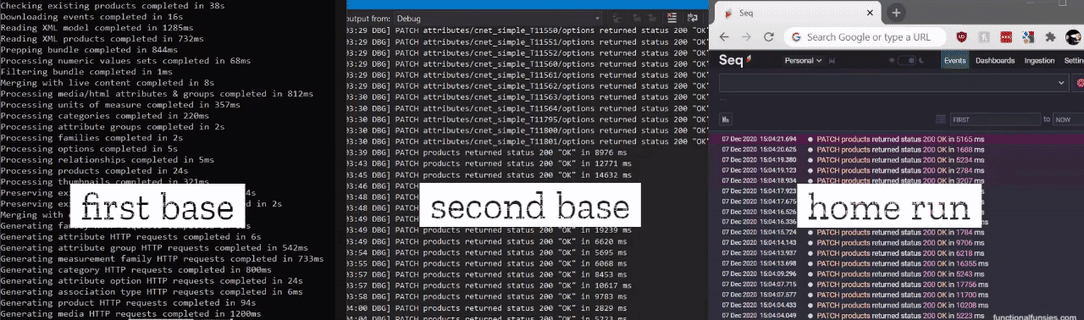 Checking existing products completed in 38s
Downloading events completed in 16s
Reading XML model completed in 1285ms
Reading XML products completed in 732ms
Prepping bundle completed in 844ms
Processing numeric values sets completed in 68ms
Filtering bundle completed in 1ms
Merging with live content completed in 8s
Processing media/html attributes & groups completed in 812ms
Processing units of measure completed in 357ms
Processing categories completed in 220ms
Processing attribute groups completed in 2s
Processing families completed in 2s
Processing options completed in 5s
Processing relationships completed in 5ms
Processing products completed in 24s
Processing thumbnails completed in 321ms
Preserving
Preserving
Merging with
Generating
first base
Generating attribute HTTP requests completed in 6s
Generating attribute group HTTP requests completed in 542ms
Generating measurement family HTTP requests completed in 733ms
Generating category HTTP requests completed in 800ms
Generating attribute option HTTP requests completed in 24s
Generating association type HTTP requests completed in 6ms
Generating product HTTP requests completed in 94s
Generating media HTTP requests completed in 1200ms
output from: Debug
03:29 DBG] PATCH attributes/cnet_simple_T11550/options returned status 200 "OK"
03:29 DBG] PATCH attributes/cnet_simple_T11552/options returned status 200 "OK"
03:29 DBG] PATCH attributes/cnet_simple_T11560/options returned status 200 "OK"
03:29 DBG] PATCH attributes/cnet_simple_T11561/options returned status 200 "OK"
03:29 DBG] PATCH attributes/cnet_simple_T11562/options returned status 200 "OK"
03:30 DBG] PATCH attributes/cnet_simple_T11563/options returned status 200 "OK"
03:30 DBG] PATCH attributes/cnet_simple_T11564/options returned status 200 "OK"
03:30 DBG] PATCH attributes/cnet_simple_T11795/options returned status 200 "OK"
03:30 DBG] PATCH attributes/cnet_simple_T11800/options returned status 200 "OK"
03:30 DBG] PATCH attributes/cnet_simple_T11801/options returned status 200 "OK"
03:39 DBG] PATCH products returned status 200 "OK" in 8976 ms
03:43 DBG] PATCH products returned status 200 "OK" in 12771 ms
03:45 DBG] PATCH products returned status 200 "OK" in 14632 ms
03:46
03:48
03:49
second base
03:49 DBG] PATCH products returned status 200 "OK" in 19239 ms
03:50 DBG] PATCH products returned status 200 "OK" in 6620 ms
03:54 DBG] PATCH products returned status 200 "OK" in 5695 ms
03:55 DBG] PATCH products returned status 200 "OK" in 6068 ms
03:57 DBG] PATCH products returned status 200 "OK" in 8453 ms
03:57 DBG] PATCH products returned status 200 "OK" in 10617 ms
03:58 DBG] PATCH products returned status 200 "OK" in 9783 ms
04:00 DBG] PATCH products returned status 200 "OK" in 2829 ms
Seq
Search Google or type a URL
Seq Personal Events Dashboards Ingestion
FIRST to NOW
07 Dec 2020 15:04:21.694 PATCH products returned status 200 OK in 5165 ms
07 Dec 2020 15:04:20.625 PATCH products returned status 200 OK in 1688 ms
07 Dec 2020 15:04:19.380 PATCH products returned status 200 OK in 5234 ms
07 Dec 2020 15:04:19.123 PATCH products returned status 200 OK in 2784 ms
07 Dec 2020 15:04:18.934 PATCH products returned status 200 OK in 3207 ms
07 Dec 2020 15:04:17.923
07 Dec 2020 15:04:17.675
07 Dec 2020 15:04:16.526
07 Dec 2020 15:04:16.336
home run
07 Dec 2020 15:04:15.724 PATCH products returned status 200 OK in 1784 ms
07 Dec 2020 15:04:14.143 PATCH products returned status 200 OK in 9706 ms
07 Dec 2020 15:04:13.937 PATCH products returned status 200 OK in 6218 ms
07 Dec 2020 15:04:13.698 PATCH products returned status 200 OK in 16355 ms
07 Dec 2020 15:04:09.296 PATCH products returned status 200 OK in 5243 ms
07 Dec 2020 15:04:07.715 PATCH products returned status 200 OK in 17756 ms
07 Dec 2020 15:04:07.577 PATCH products returned status 200 OK in 11700 ms
07 Dec 2020 15:04:04.433 PATCH products returned status 200 OK in 10208 ms
07 Dec 2020 15:04:04.049 PATCH products returned status 200 OK in 5223 ms
functionalfunsies.com